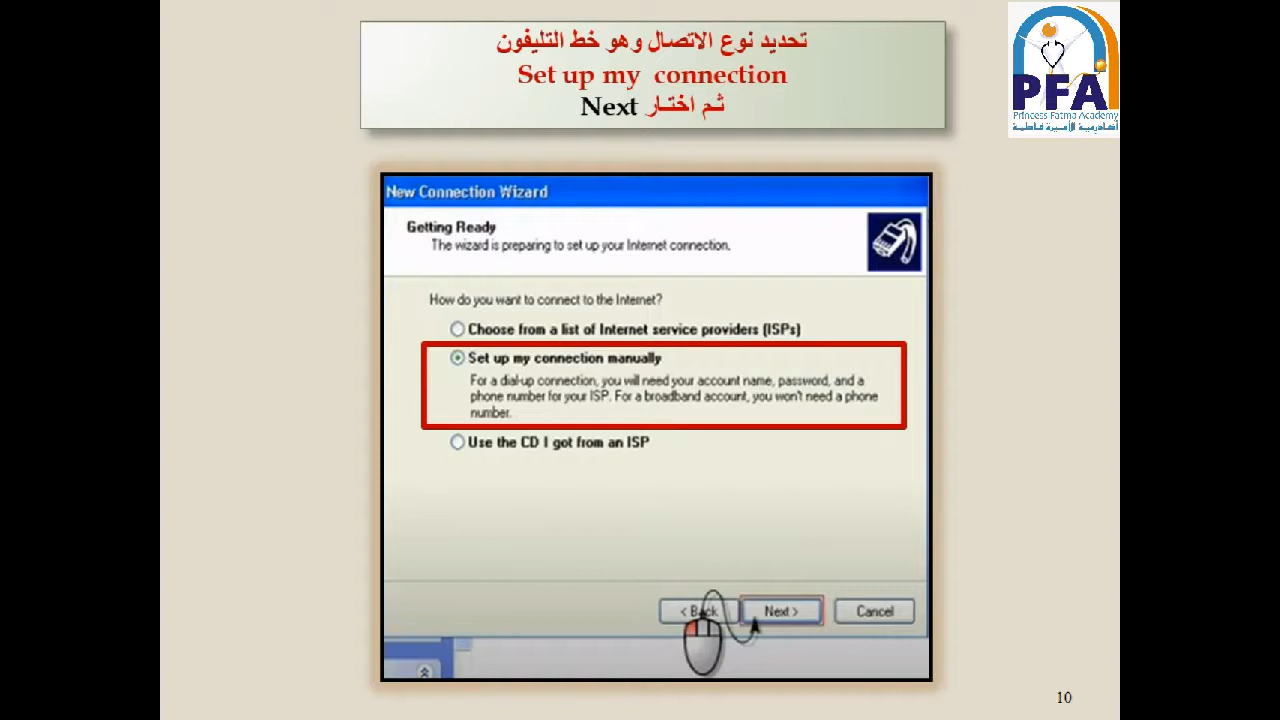 تحديد نوع الاتصال وهو خط التليفون
Set up my connection
ثم اختار Next
PFA
Princess Fatma Academy
أكاديمية الأميرة فاطمة
New Connection Wizard
Getting Ready
The wizard is preparing to set up your Internet connection.
How do you want to connect to the Internet?
Choose from a list of Internet service providers (ISPs)
Set up my connection manually
For a dial-up connection, you will need your account name, password, and a
phone number for your ISP. For a broadband account, you won't need a phone
number.
Use the CD I got from an ISP
< Back Next > Cancel
10